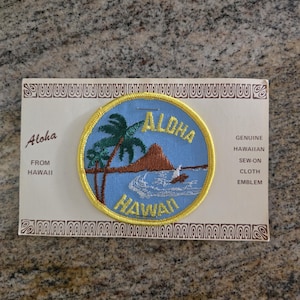 Aloha
FROM
HAWAII
ALOHA
HAWAII
GENUINE
HAWAIIAN
SEW-ON
CLOTH
EMBLEM